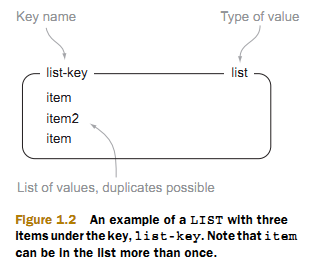 Key name
Type of value
list-key
list
item
item2
item
List of values, duplicates possible
Figure 1.2 An example of a LIST with three
items under the key, list-key. Note that item
can be in the list more than once.